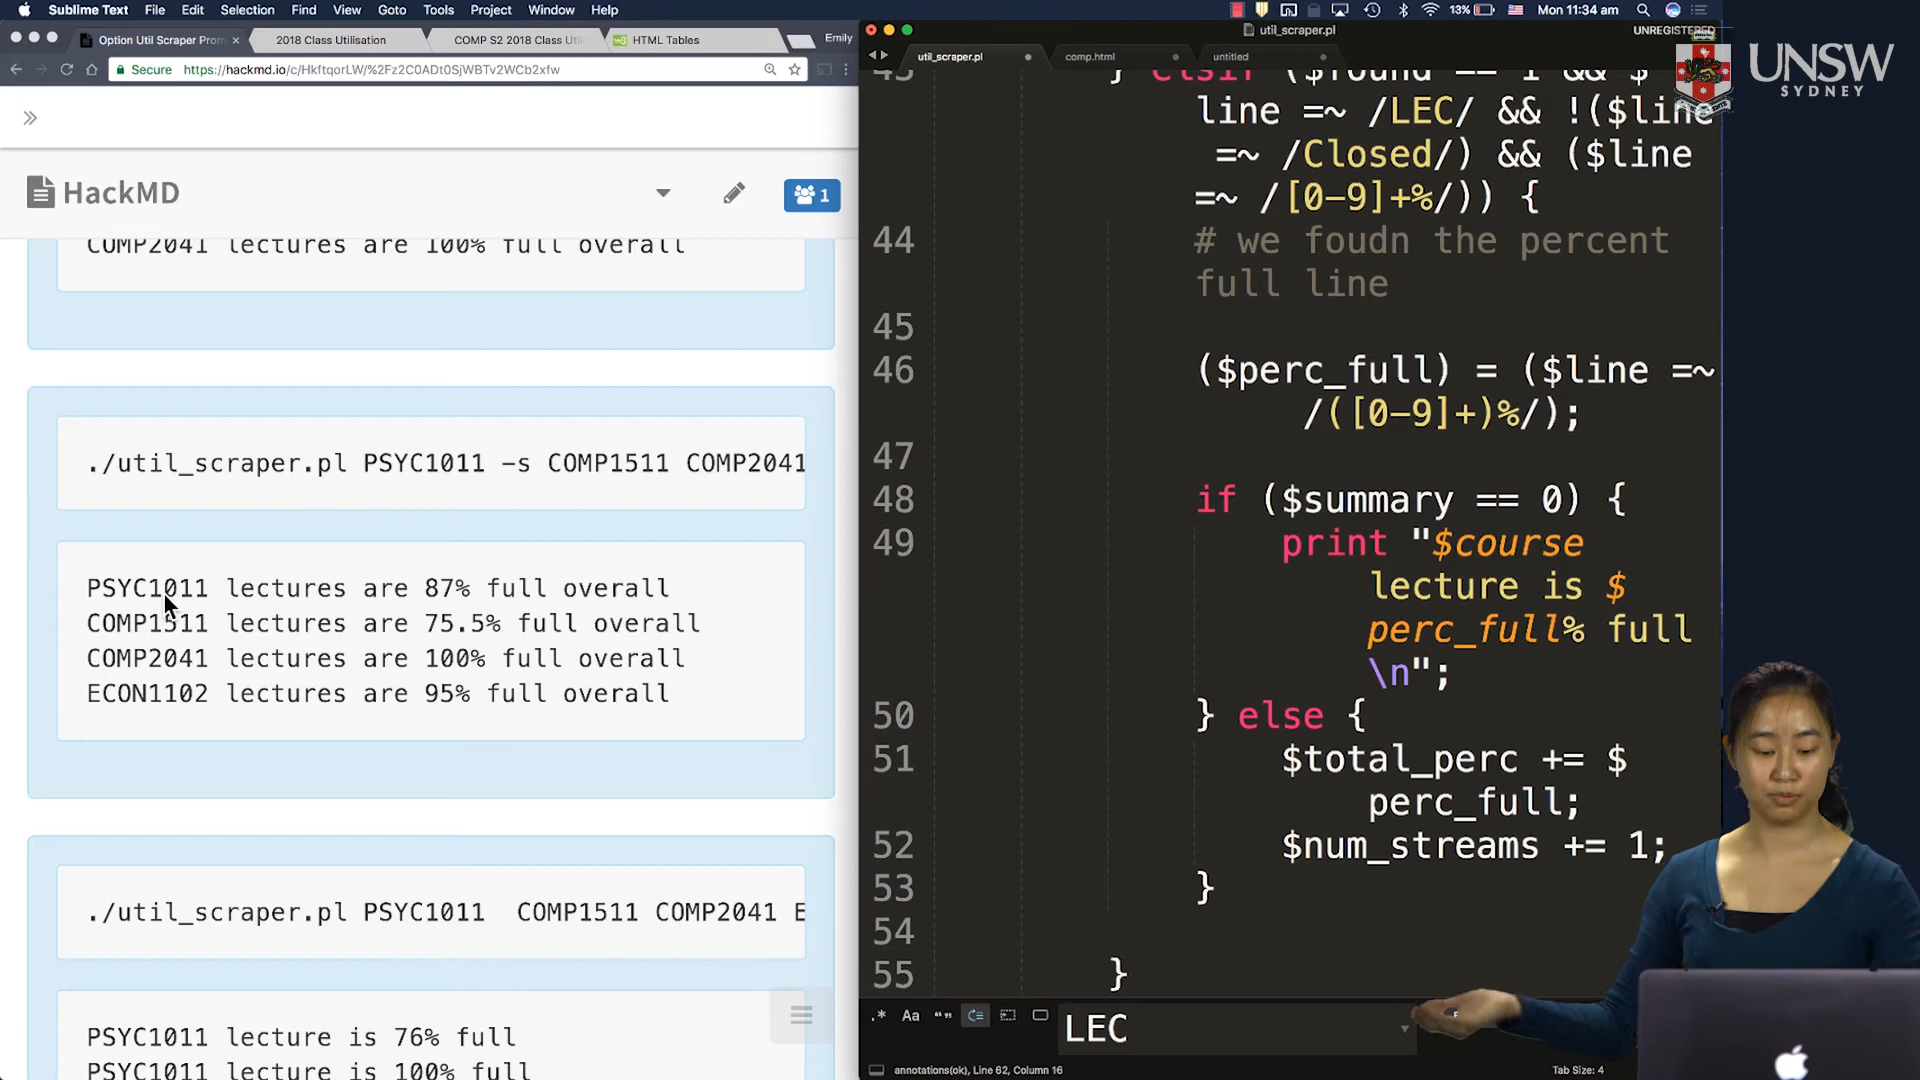 Sublime Text File Edit Selection Find View Goto Tools Project Window Help
13% Mon 11:34 am
Option Util Scraper Prom × 2018 Class Utilisation COMP S2 2018 Class Uti HTML Tables Emily
Secure https://hackmd.io/c/HkftqorLW/%2Fz2C0ADt0SjWBTv2WCb2xfw
HackMD
1
COMP2041 lectures are 100% full overall
./util_scraper.pl PSYC1011 -s COMP1511 COMP2041
PSYC1011 lectures are 87% full overall
COMP1511 lectures are 75.5% full overall
COMP2041 lectures are 100% full overall
ECON1102 lectures are 95% full overall
./util_scraper.pl PSYC1011  COMP1511 COMP2041 E
PSYC1011 lecture is 76% full
PSYC1011 lecture is 100% full
util_scraper.pl UNREGISTERED
util_scraper.pl comp.html untitled
43 } elsif ($found == 1 && $
line =~ /LEC/ && !($line
=~ /Closed/) && ($line
=~ /[0-9]+%/)) {
44 # we foudn the percent
full line
45
46 ($perc_full) = ($line =~
/([0-9]+)%/);
47
48 if ($summary == 0) {
49 print "$course
lecture is $
perc_full% full
\n";
50 } else {
51 $total_perc += $
perc_full;
52 $num_streams += 1;
53 }
54
55 }
.* Aa “” LEC
annotations(ok), Line 62, Column 16 Tab Size: 4
UNSW
SYDNEY